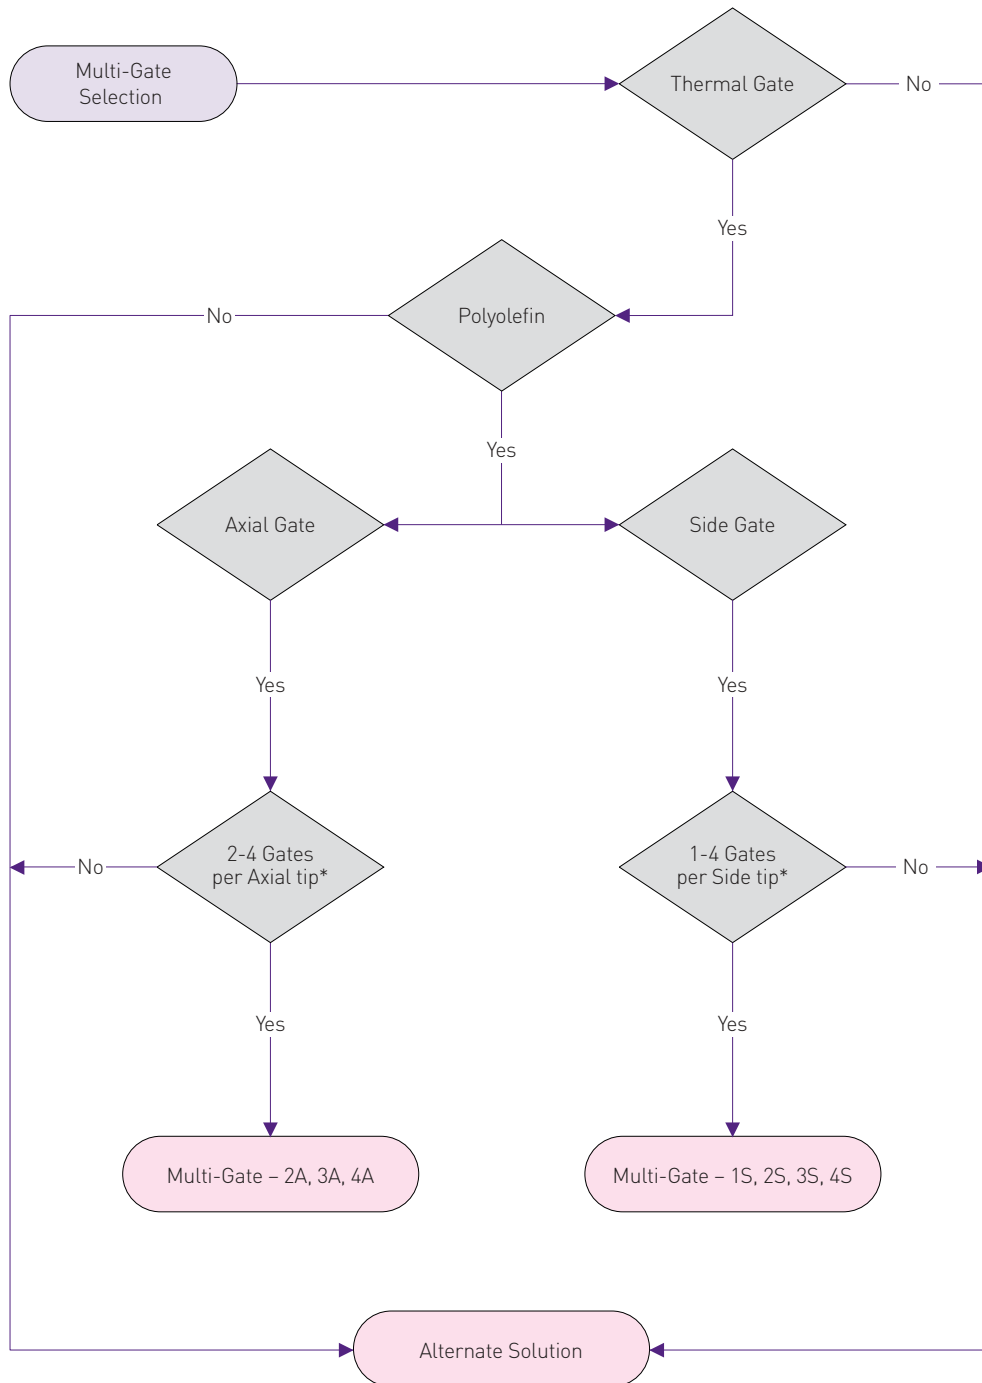 Multi-Gate
Selection
Thermal Gate
No
Yes
No
Polyolefin
Yes
Axial Gate
Side Gate
Yes
Yes
No
2-4 Gates
per Axial tip*
1-4 Gates
per Side tip*
No
Yes
Yes
Multi-Gate – 2A, 3A, 4A
Multi-Gate – 1S, 2S, 3S, 4S
Alternate Solution